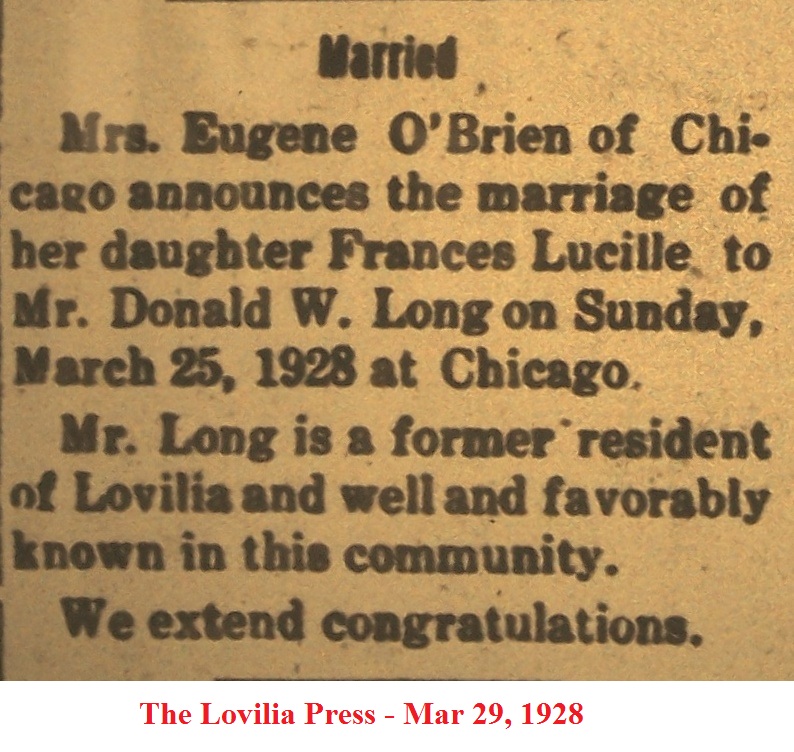 Married
Mrs. Eugene O'Brien of Chi-
cago announces the marriage of
her daughter Frances Lucille to
Mr. Donald W. Long on Sunday,
March 25, 1928 at Chicago.
Mr. Long is a former resident
of Lovilia and well and favorably
known in this community.
We extend congratulations.
The Lovilia Press - Mar 29, 1928